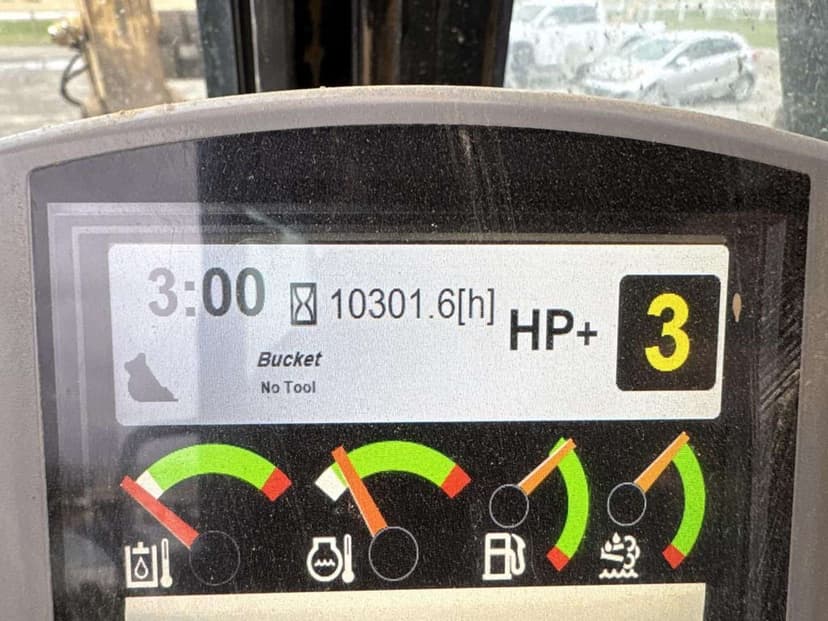 3:00 10301.6[h] HP+ 3
Bucket
No Tool